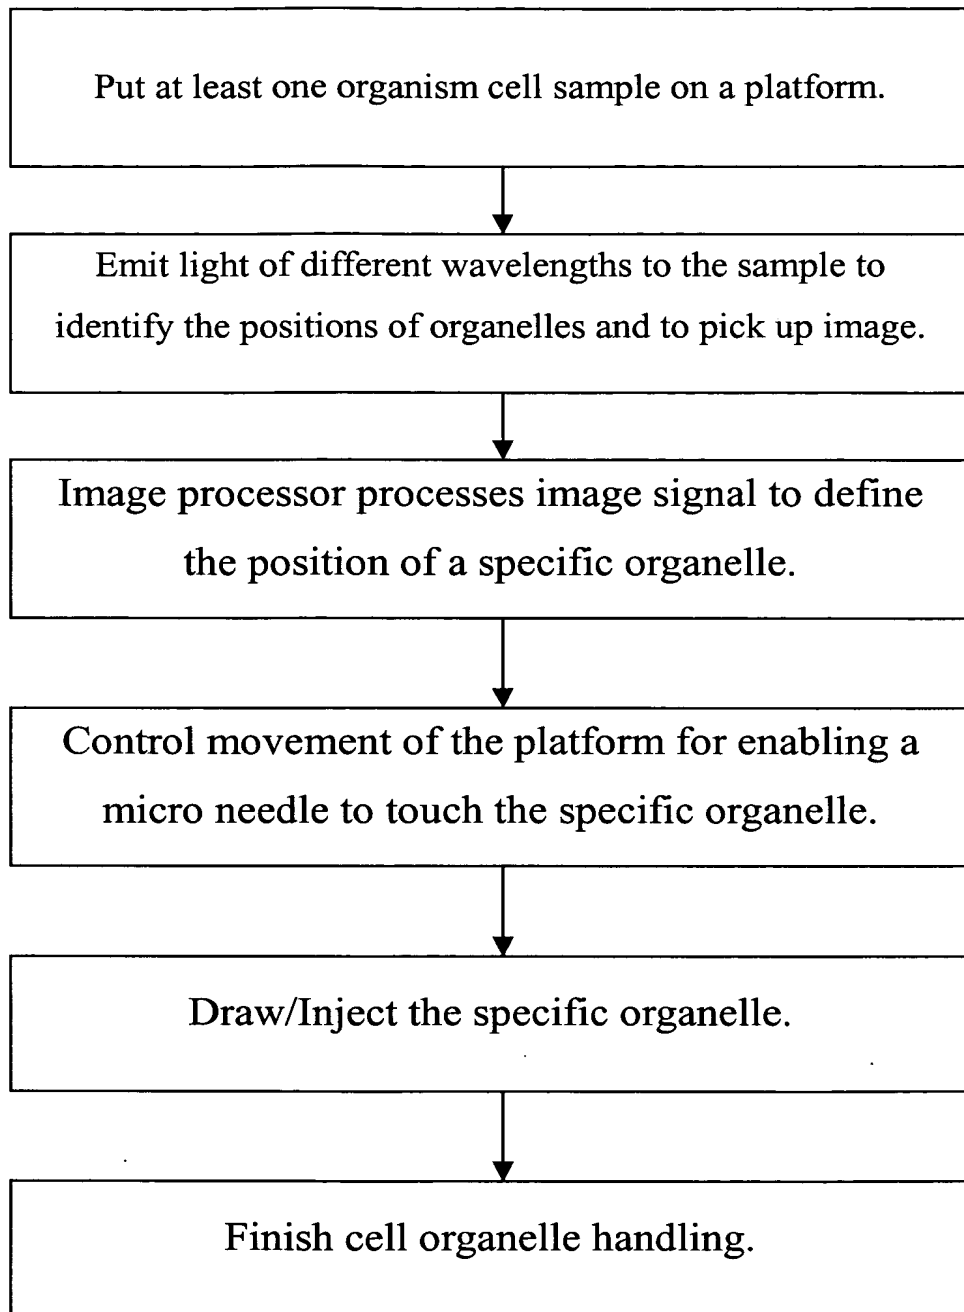 Put at least one organism cell sample on a platform.
Emit light of different wavelengths to the sample to
identify the positions of organelles and to pick up image.
Image processor processes image signal to define
the position of a specific organelle.
Control movement of the platform for enabling a
micro needle to touch the specific organelle.
Draw/Inject the specific organelle.
Finish cell organelle handling.